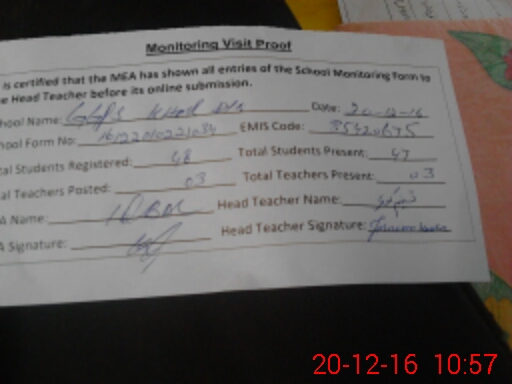 Monitoring Visit Proof
is certified that the MEA has shown all entries of the School Monitoring Form to
e Head Teacher before its online submission.
hool Name: GGPS Date: 20-12-16
hool Form No: EMIS Code:
tal Students Registered: 48 Total Students Present: 47
tal Teachers Posted: 03 Total Teachers Present: 03
A Name: Head Teacher Name:
A Signature: Head Teacher Signature:
20-12-16 10:57